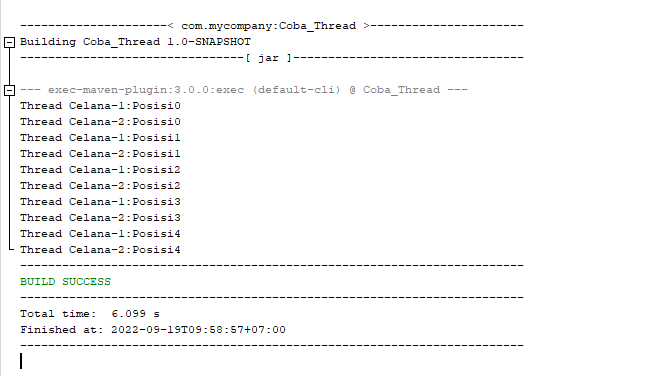 ---------------------< com.mycompany:Coba_Thread >----------------------
Building Coba_Thread 1.0-SNAPSHOT
--------------------------------[ jar ]---------------------------------
--- exec-maven-plugin:3.0.0:exec (default-cli) @ Coba_Thread ---
Thread Celana-1:Posisi0
Thread Celana-2:Posisi0
Thread Celana-1:Posisi1
Thread Celana-2:Posisi1
Thread Celana-1:Posisi2
Thread Celana-2:Posisi2
Thread Celana-1:Posisi3
Thread Celana-2:Posisi3
Thread Celana-1:Posisi4
Thread Celana-2:Posisi4
------------------------------------------------------------------------
BUILD SUCCESS
------------------------------------------------------------------------
Total time:  6.099 s
Finished at: 2022-09-19T09:58:57+07:00
------------------------------------------------------------------------